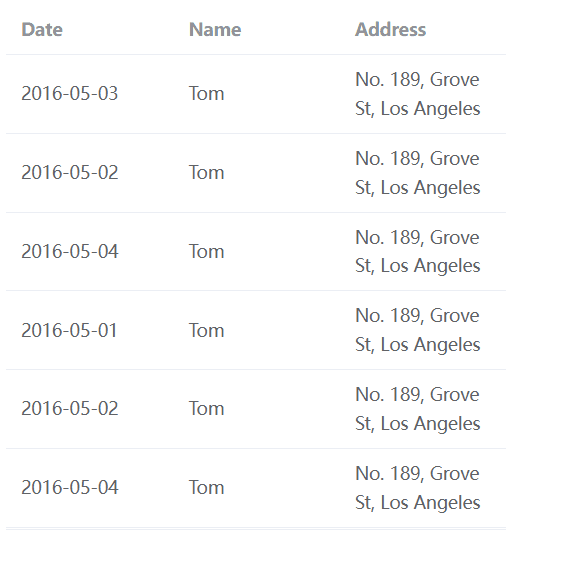 Date Name Address
2016-05-03 Tom No. 189, Grove
St, Los Angeles
2016-05-02 Tom No. 189, Grove
St, Los Angeles
2016-05-04 Tom No. 189, Grove
St, Los Angeles
2016-05-01 Tom No. 189, Grove
St, Los Angeles
2016-05-02 Tom No. 189, Grove
St, Los Angeles
2016-05-04 Tom No. 189, Grove
St, Los Angeles